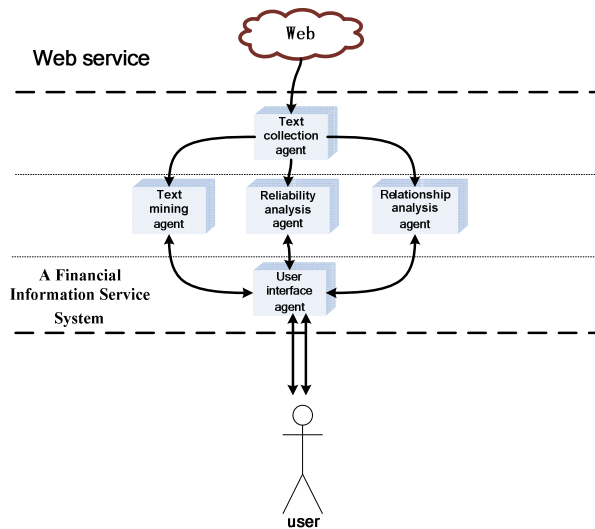 Web
Web service
Text
collection
agent
Text
mining
agent
Reliability
analysis
agent
Relationship
analysis
agent
A Financial
Information Service
System
User
interface
agent
user